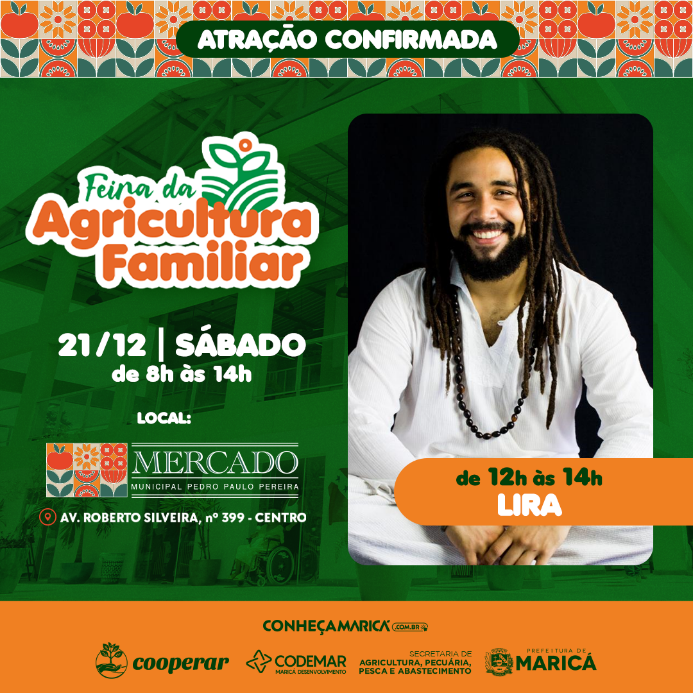 ATRAÇÃO CONFIRMADA
Feira da
Agricultura
Familiar
21/12 | SÁBADO
de 8h às 14h
LOCAL:
MERCADO
MUNICIPAL PEDRO PAULO PEREIRA
AV. ROBERTO SILVEIRA, nº 399 - CENTRO
de 12h às 14h
LIRA
CONHEÇAMARICÁ .COM.BR
cooperar
CODEMAR
MARICÁ DESENVOLVIMENTO
SECRETARIA DE
AGRICULTURA, PECUÁRIA,
PESCA E ABASTECIMENTO
PREFEITURA DE
MARICÁ